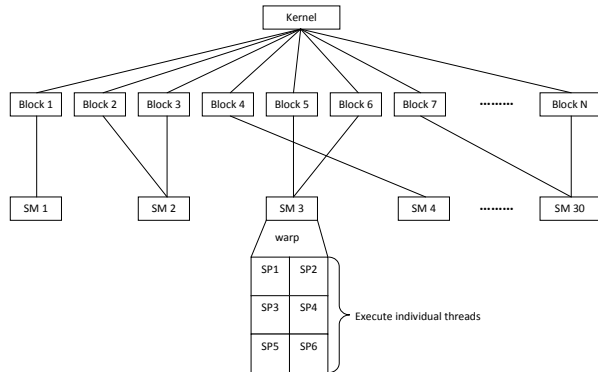 Kernel
Block 1 Block 2 Block 3 Block 4 Block 5 Block 6 Block 7 ......... Block N
SM 1 SM 2 SM 3 SM 4 ......... SM 30
warp
SP1 SP2
SP3 SP4
Execute individual threads
SP5 SP6